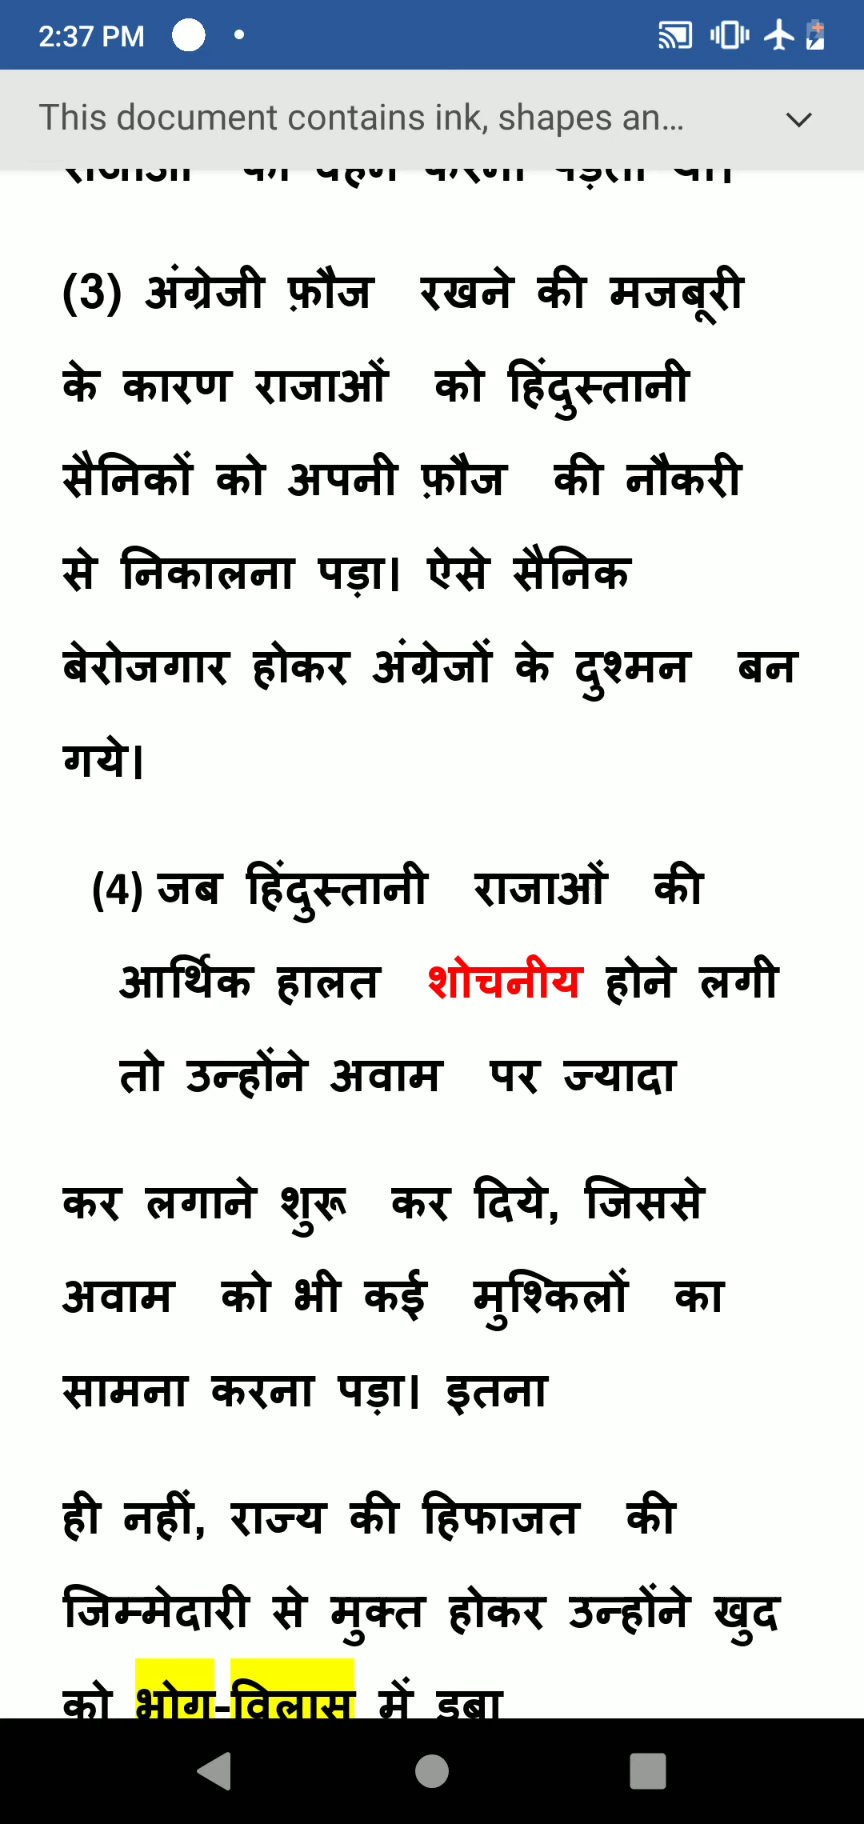 2:37 PM
This document contains ink, shapes an...
(3) अंग्रेजी फ़ौज रखने की मजबूरी
के कारण राजाओं को हिंदुस्तानी
सैनिकों को अपनी फ़ौज की नौकरी
से निकालना पड़ा। ऐसे सैनिक
बेरोजगार होकर अंग्रेजों के दुश्मन बन
गये।
(4) जब हिंदुस्तानी राजाओं की
आर्थिक हालत शोचनीय होने लगी
तो उन्होंने अवाम पर ज्यादा
कर लगाने शुरू कर दिये, जिससे
अवाम को भी कई मुश्किलों का
सामना करना पड़ा। इतना
ही नहीं, राज्य की हिफाजत की
जिम्मेदारी से मुक्त होकर उन्होंने खुद
को भोग-विलास में